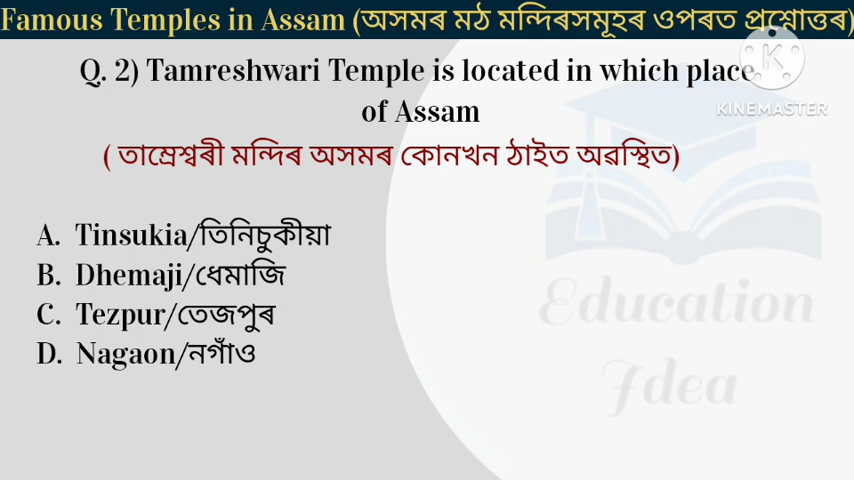 Famous Temples in Assam (অসমৰ মঠ মন্দিৰসমূহৰ ওপৰত প্ৰশ্নোত্তৰ)
Q. 2) Tamreshwari Temple is located in which place
of Assam
( তাম্ৰেশ্বৰী মন্দিৰ অসমৰ কোনখন ঠাইত অৱস্থিত)
K
KINEMASTER
A. Tinsukia/তিনিচুকীয়া
B. Dhemaji/ধেমাজি
C. Tezpur/তেজপুৰ
D. Nagaon/নগাঁও
Education
Idea